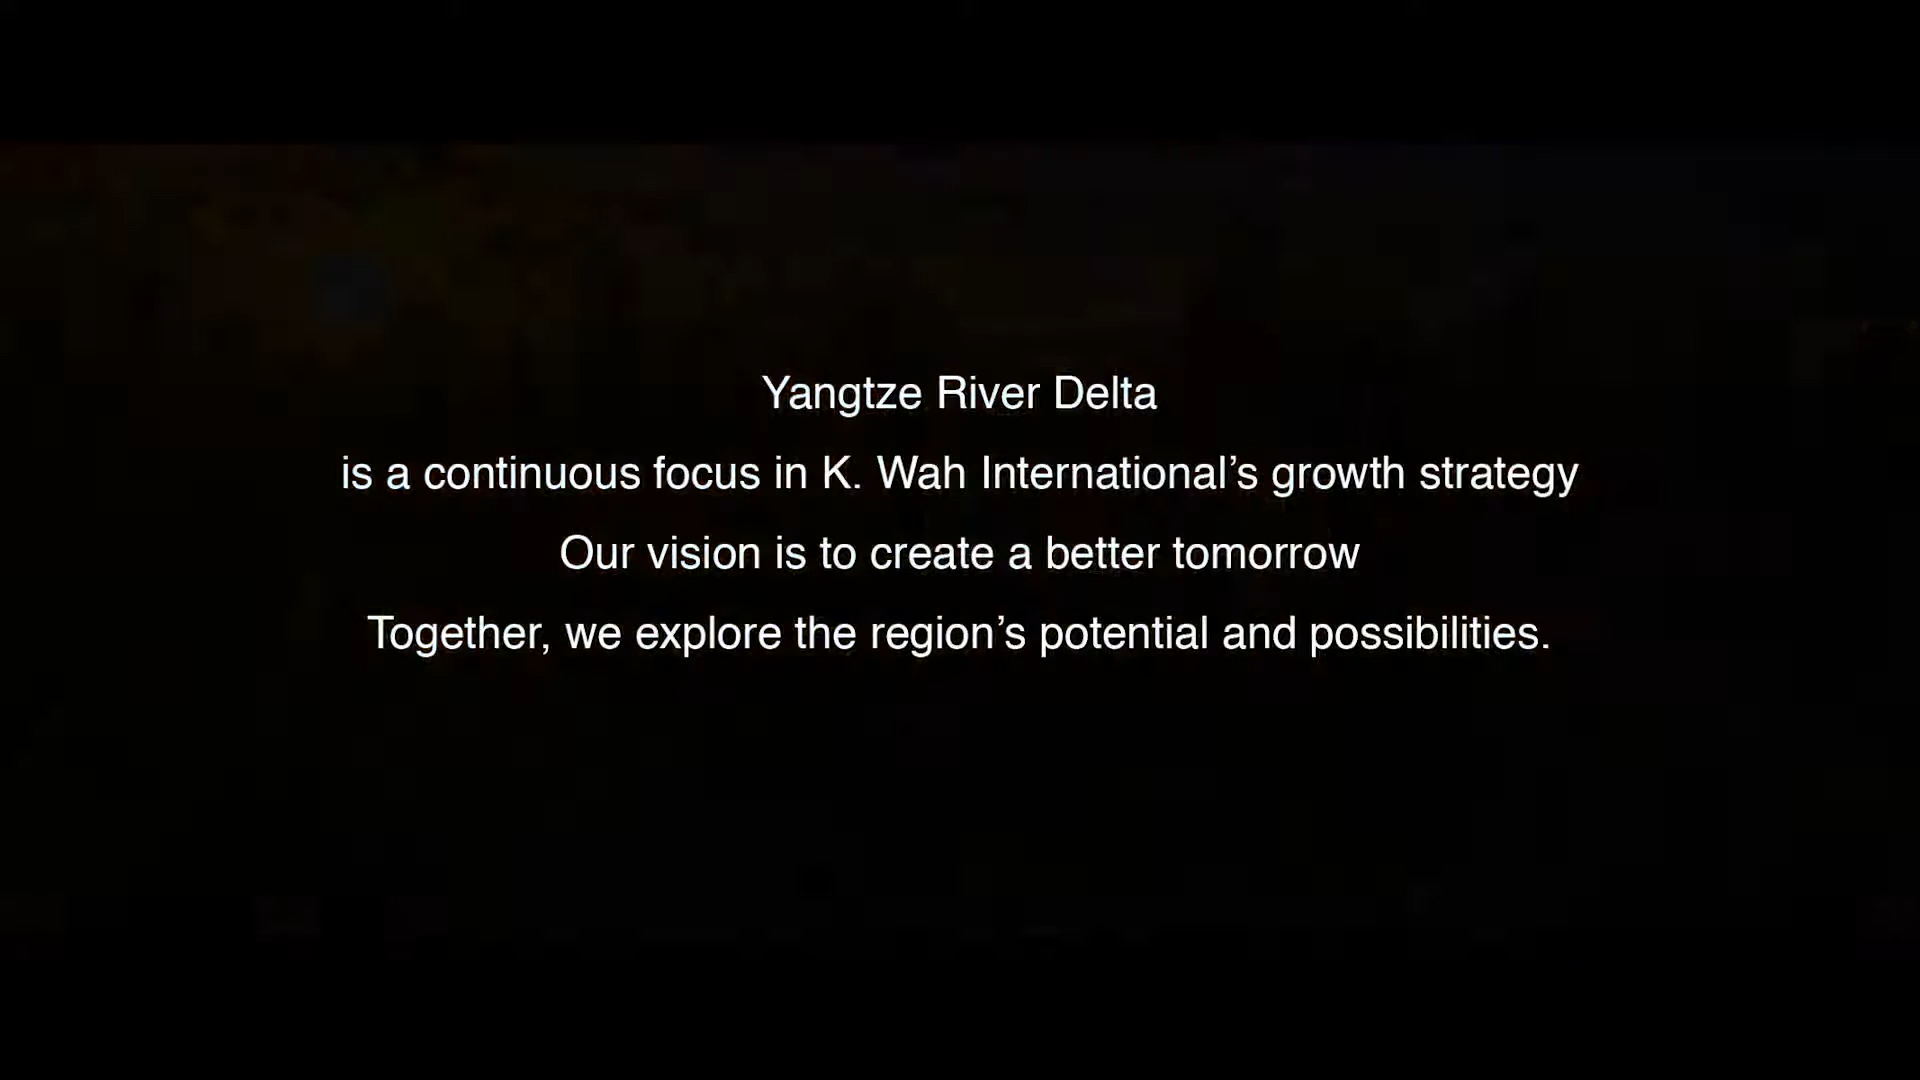 Yangtze River Delta
is a continuous focus in K. Wah International’s growth strategy
Our vision is to create a better tomorrow
Together, we explore the region’s potential and possibilities.